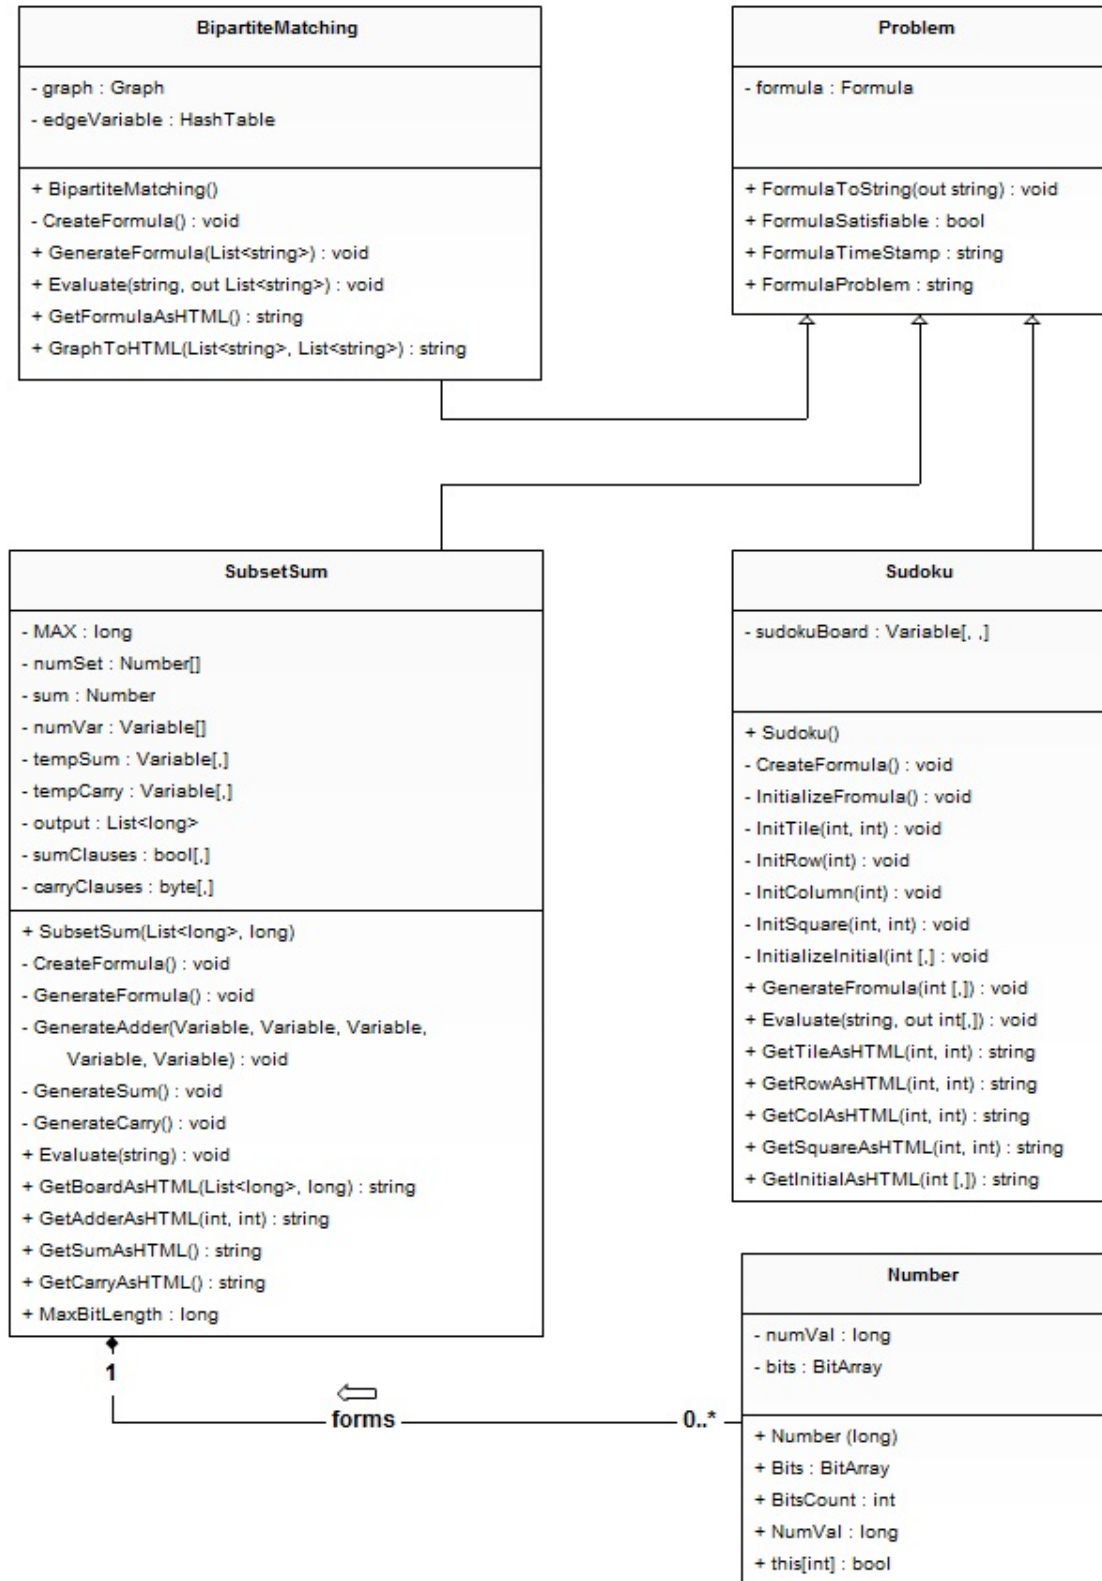 BipartiteMatching
- graph : Graph
- edgeVariable : HashTable
+ BipartiteMatching()
- CreateFormula() : void
+ GenerateFormula(List<string>) : void
+ Evaluate(string, out List<string>) : void
+ GetFormulaAsHTML() : string
+ GraphToHTML(List<string>, List<string>) : string
Problem
- formula : Formula
+ FormulaToString(out string) : void
+ FormulaSatisfiable : bool
+ FormulaTimeStamp : string
+ FormulaProblem : string
SubsetSum
- MAX : long
- numSet : Number[]
- sum : Number
- numVar : Variable[]
- tempSum : Variable[,]
- tempCarry : Variable[,]
- output : List<long>
- sumClauses : bool[,]
- carryClauses : byte[,]
+ SubsetSum(List<long>, long)
- CreateFormula() : void
- GenerateFormula() : void
- GenerateAdder(Variable, Variable, Variable,
Variable, Variable) : void
- GenerateSum() : void
- GenerateCarry() : void
+ Evaluate(string) : void
+ GetBoardAsHTML(List<long>, long) : string
+ GetAdderAsHTML(int, int) : string
+ GetSumAsHTML() : string
+ GetCarryAsHTML() : string
+ MaxBitLength : long
Sudoku
- sudokuBoard : Variable[, ,]
+ Sudoku()
- CreateFormula() : void
- InitializeFromula() : void
- InitTile(int, int) : void
- InitRow(int) : void
- InitColumn(int) : void
- InitSquare(int, int) : void
- InitializeInitial(int [,] : void
+ GenerateFromula(int [,]) : void
+ Evaluate(string, out int[,]) : void
+ GetTileAsHTML(int, int) : string
+ GetRowAsHTML(int, int) : string
+ GetColAsHTML(int, int) : string
+ GetSquareAsHTML(int, int) : string
+ GetInitialAsHTML(int [,]) : string
1
forms
0..*
Number
- numVal : long
- bits : BitArray
+ Number (long)
+ Bits : BitArray
+ BitsCount : int
+ NumVal : long
+ this[int] : bool